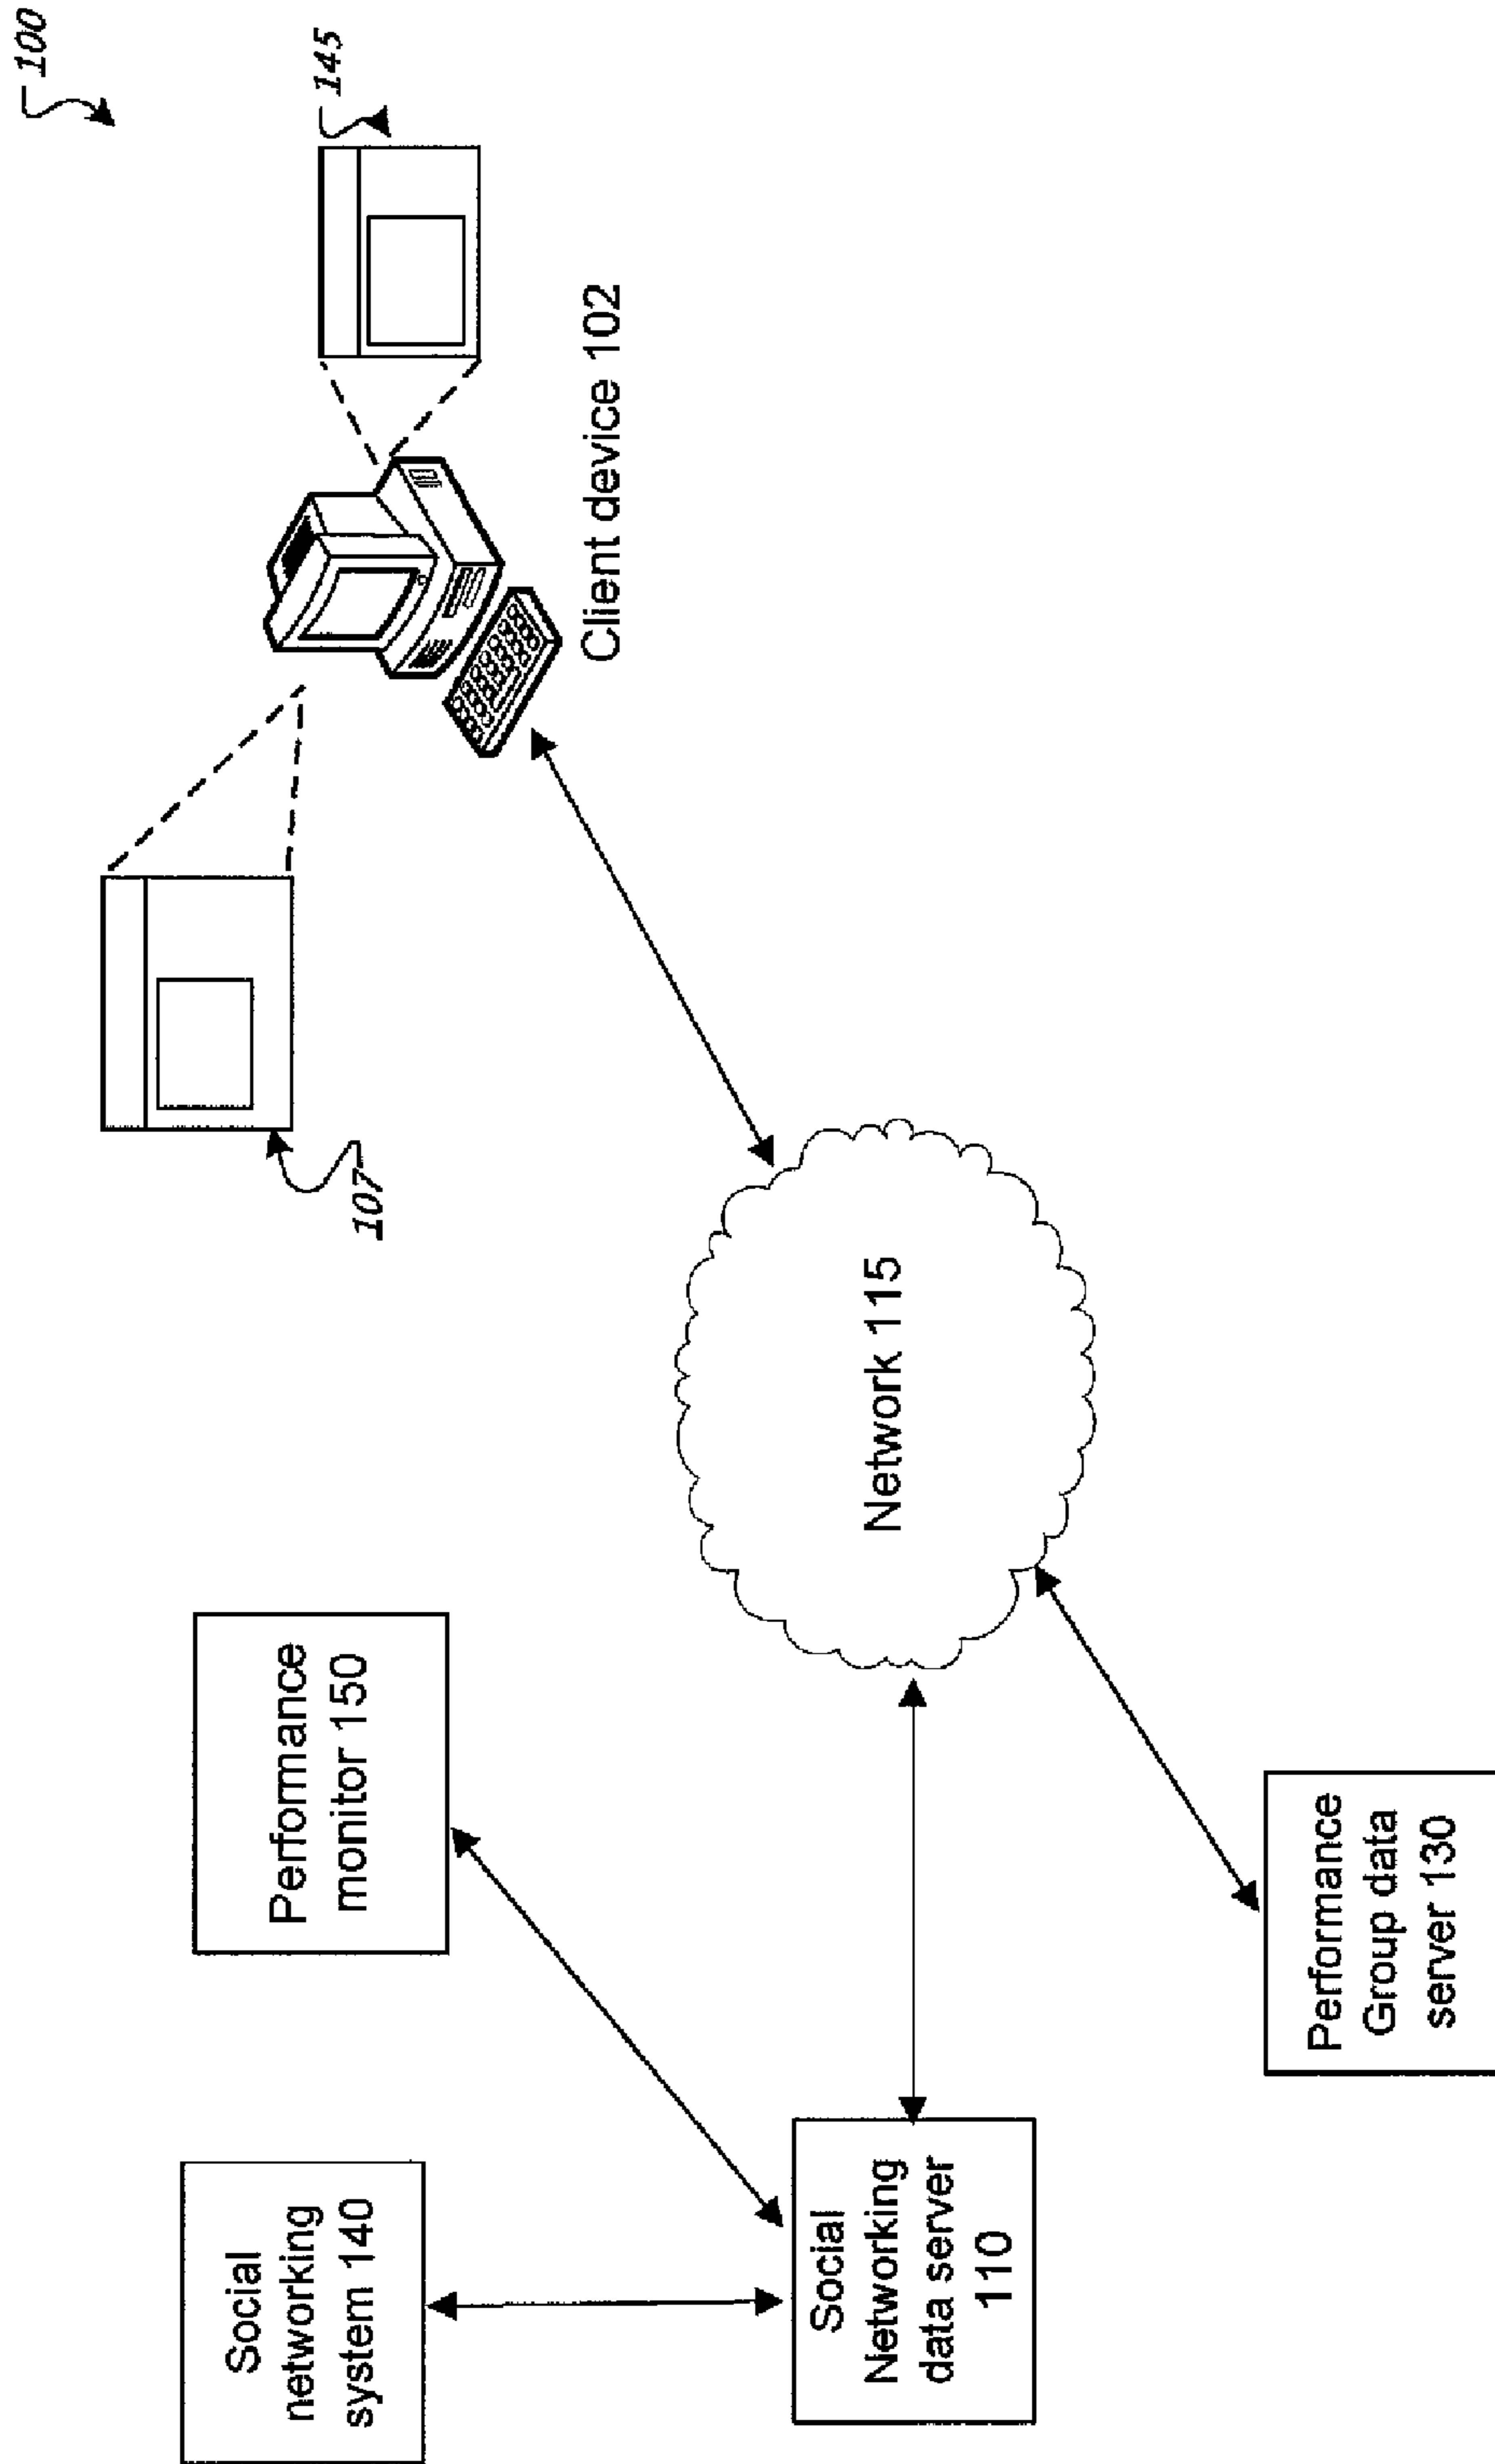 100
Social
networking
system 140
Performance
monitor 150
107
145
Client device 102
Social
Networking
data server
110
Network 115
Performance
Group data
server 130